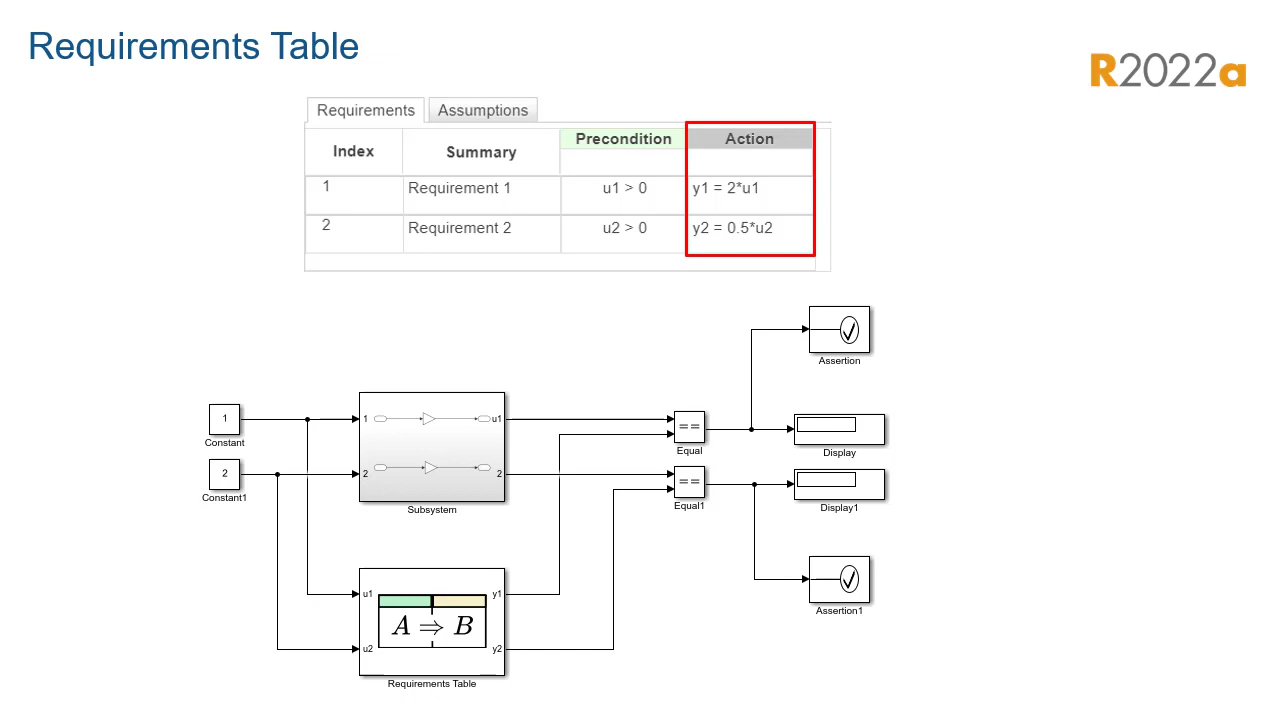 Requirements Table
R2022a
Requirements Assumptions
Index Summary Precondition Action
1 Requirement 1 u1 > 0 y1 = 2*u1
2 Requirement 2 u2 > 0 y2 = 0.5*u2
Assertion
1
Constant
2
Constant1
1 u1
2 2
Subsystem
==
Equal
==
Equal1
Display
Display1
Assertion1
u1 y1
A ⇒ B
u2 y2
Requirements Table